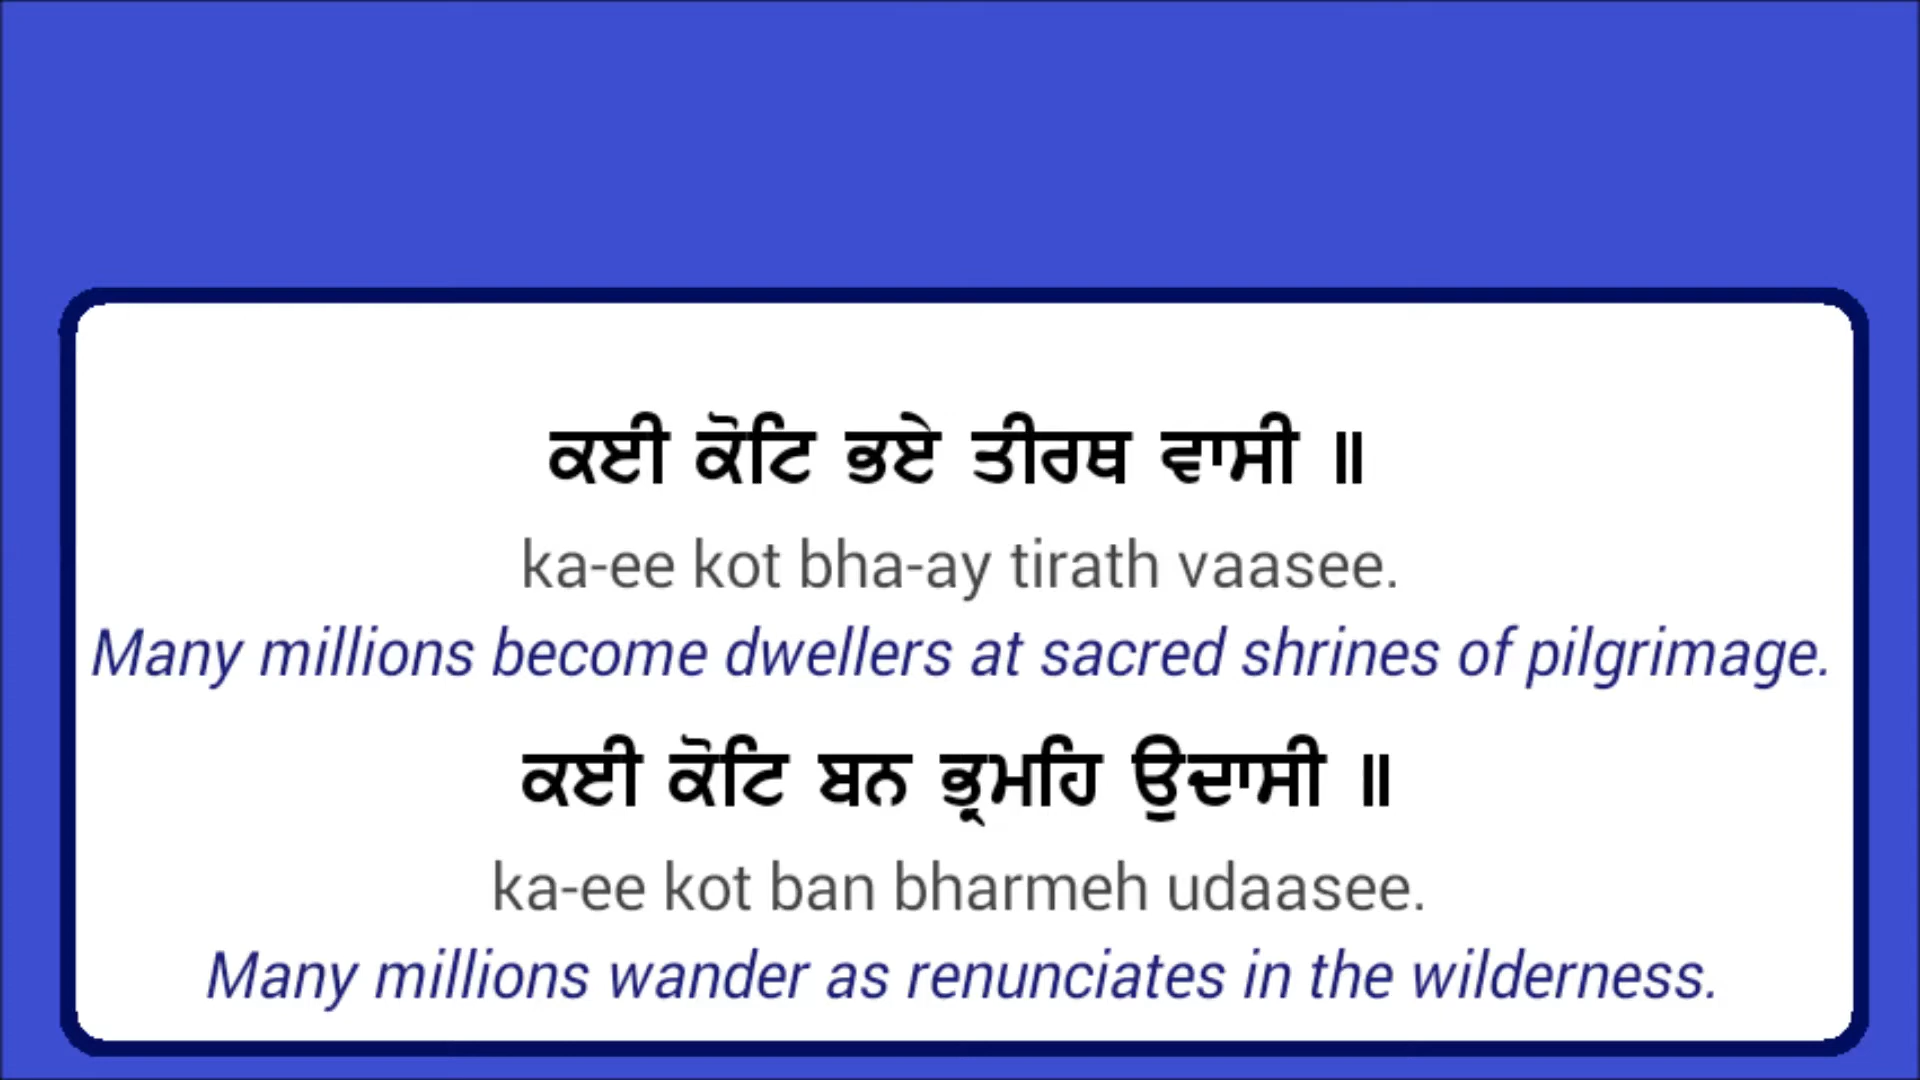 ਕਈ ਕੋਟਿ ਭਏ ਤੀਰਥ ਵਾਸੀ ॥
ka-ee kot bha-ay tirath vaasee.
Many millions become dwellers at sacred shrines of pilgrimage.
ਕਈ ਕੋਟਿ ਬਨ ਭ੍ਰਮਹਿ ਉਦਾਸੀ ॥
ka-ee kot ban bharmeh udaasee.
Many millions wander as renunciates in the wilderness.